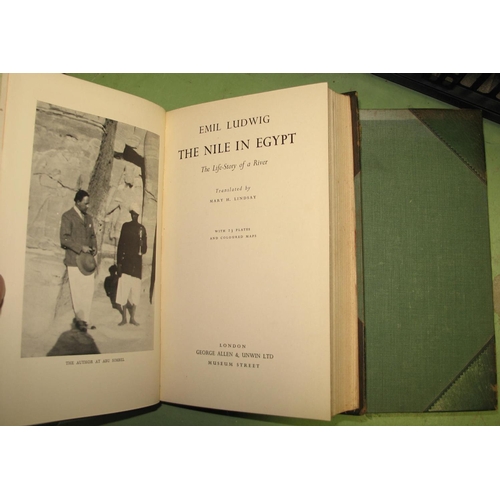 THE AUTHOR AT ABU SIMBEL
EMIL LUDWIG
THE NILE IN EGYPT
The Life-Story of a River
Translated by
MARY H. LINDSAY
WITH 15 PLATES
AND COLOURED MAPS
LONDON
GEORGE ALLEN & UNWIN LTD
MUSEUM STREET